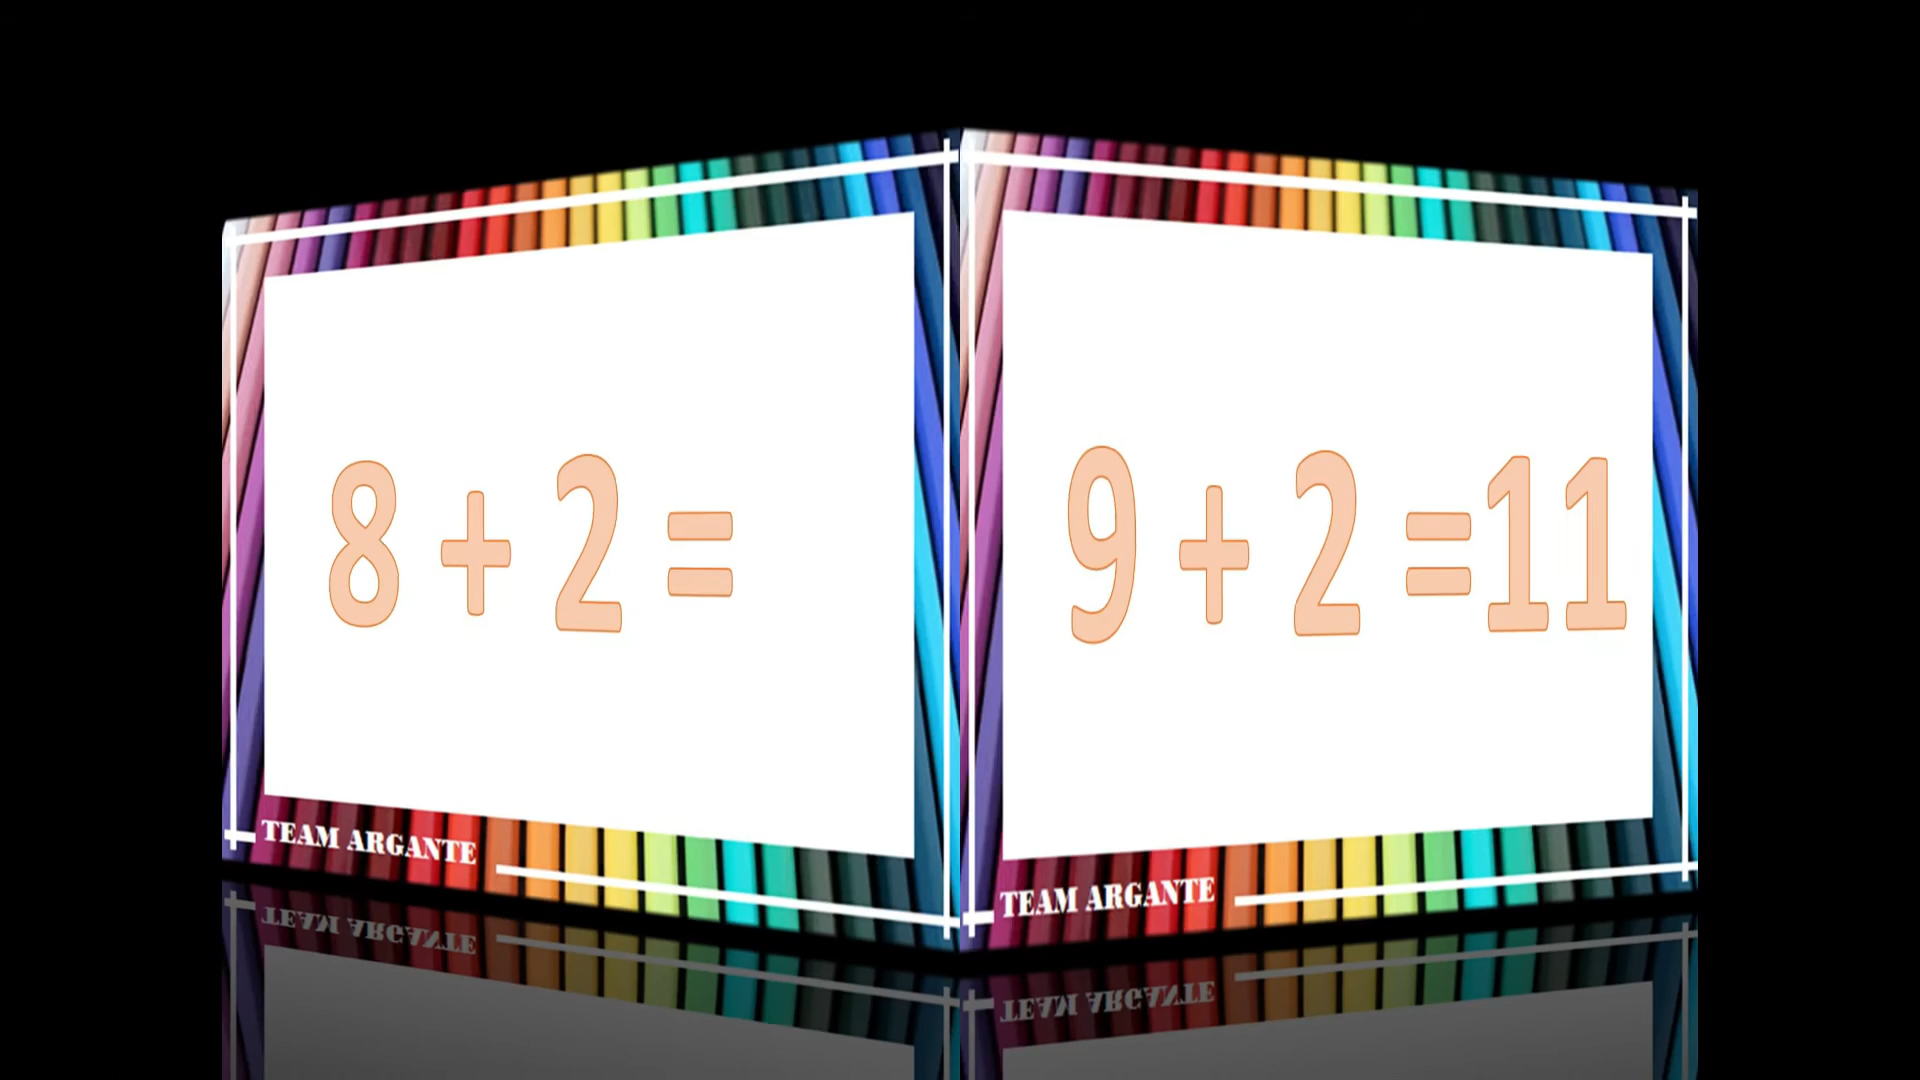 8 + 2 =
TEAM ARGANTE
9 + 2 =11
TEAM ARGANTE